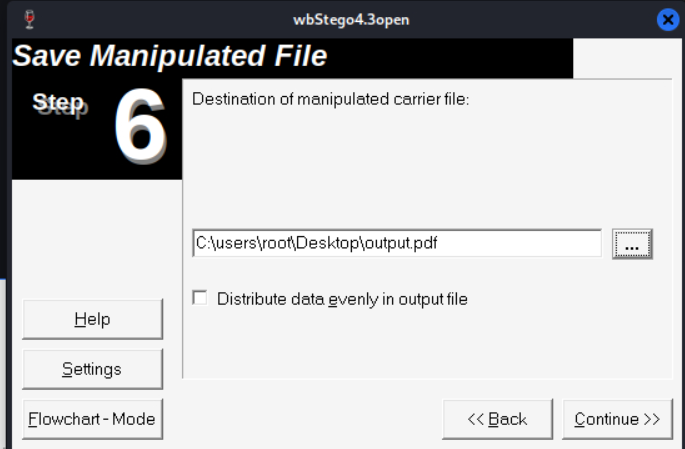 wbStego4.3open
Save Manipulated File
Step 6
Destination of manipulated carrier file:
C:\users\root\Desktop\output.pdf
...
Distribute data evenly in output file
Help
Settings
Flowchart - Mode
<< Back
Continue >>